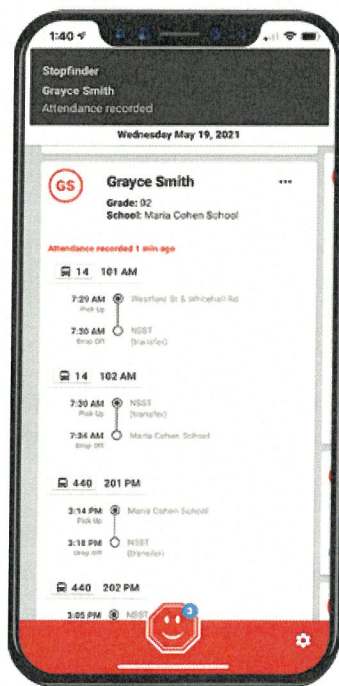 1:40
Stopfinder
Grayce Smith
Attendance recorded
Wednesday May 19, 2021
GS
Grayce Smith
Grade: 02
School: Maria Cohen School
Attendance recorded 1 min ago
14 101 AM
7:29 AM Westford St & Whitehall Rd
Pick Up
7:30 AM NSST
Drop Off (transfer)
14 102 AM
7:30 AM NSST
Pick Up (transfer)
7:34 AM Maria Cohen School
Drop Off
440 201 PM
3:14 PM Maria Cohen School
Pick Up
3:18 PM NSST
Drop Off (transfer)
440 202 PM
3:05 PM NSST
3